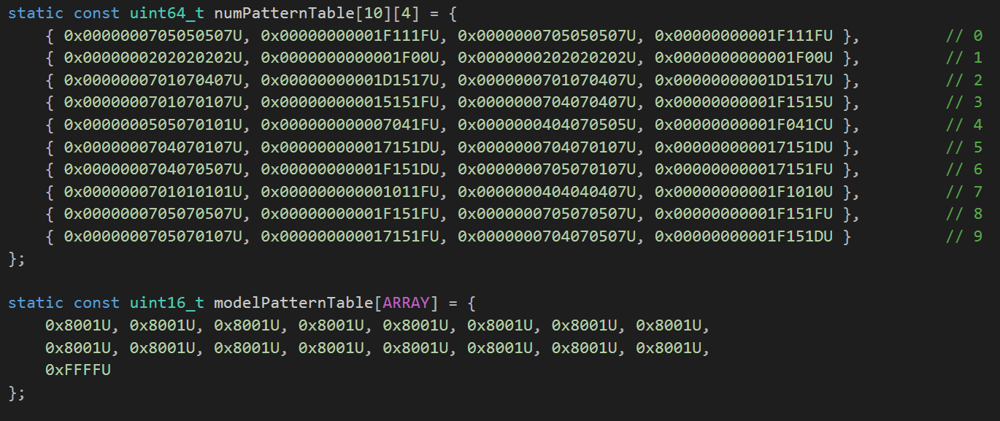 static const uint64_t numPatternTable[10][4] = {
    { 0x0000000705050507U, 0x00000000001F111FU, 0x0000000705050507U, 0x00000000001F111FU },         // 0
    { 0x0000000202020202U, 0x0000000000001F00U, 0x0000000202020202U, 0x0000000000001F00U },         // 1
    { 0x0000000701070407U, 0x00000000001D1517U, 0x0000000701070407U, 0x00000000001D1517U },         // 2
    { 0x0000000701070107U, 0x000000000015151FU, 0x0000000704070407U, 0x00000000001F1515U },         // 3
    { 0x0000000505070101U, 0x000000000007041FU, 0x0000000404070505U, 0x00000000001F041CU },         // 4
    { 0x0000000704070107U, 0x000000000017151DU, 0x0000000704070107U, 0x000000000017151DU },         // 5
    { 0x0000000704070507U, 0x00000000001F151DU, 0x0000000705070107U, 0x000000000017151FU },         // 6
    { 0x0000000701010101U, 0x000000000001011FU, 0x0000000404040407U, 0x00000000001F1010U },         // 7
    { 0x0000000705070507U, 0x00000000001F151FU, 0x0000000705070507U, 0x00000000001F151FU },         // 8
    { 0x0000000705070107U, 0x000000000017151FU, 0x0000000704070507U, 0x00000000001F151DU }          // 9
};
static const uint16_t modelPatternTable[ARRAY] = {
    0x8001U, 0x8001U, 0x8001U, 0x8001U, 0x8001U, 0x8001U, 0x8001U, 0x8001U,
    0x8001U, 0x8001U, 0x8001U, 0x8001U, 0x8001U, 0x8001U, 0x8001U, 0x8001U,
    0xFFFFU
};